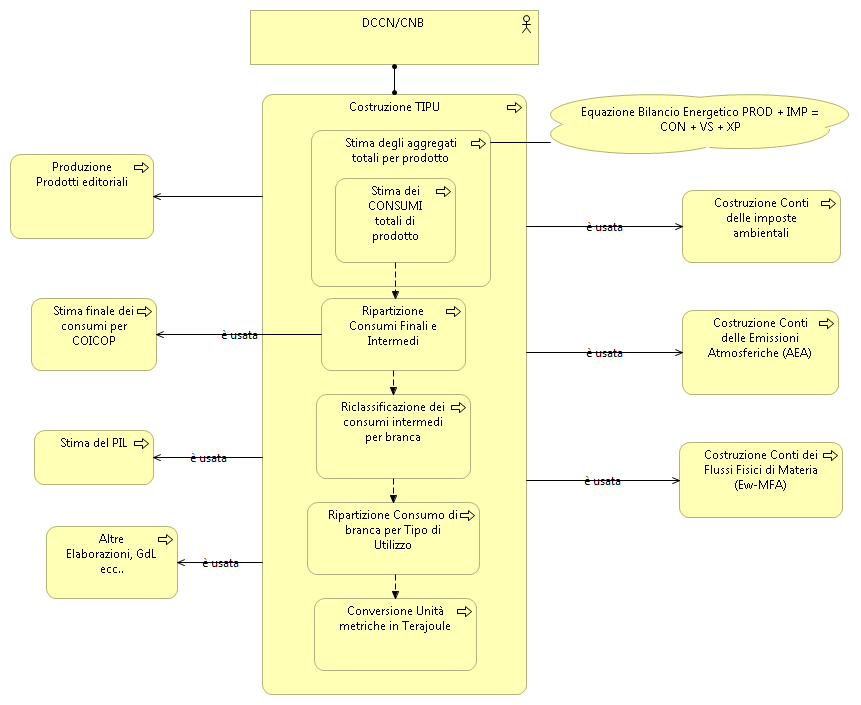 DCCN/CNB
Costruzione TIPU
Equazione Bilancio Energetico PROD + IMP =
CON + VS + XP
Stima degli aggregati
totali per prodotto
Stima dei
CONSUMI
totali di
prodotto
Produzione
Prodotti editoriali
Costruzione Conti
delle imposte
ambientali
è usata
Stima finale dei
consumi per
COICOP
è usata
Ripartizione
Consumi Finali e
Intermedi
Costruzione Conti
delle Emissioni
Atmosferiche (AEA)
è usata
Riclassificazione dei
consumi intermedi
per branca
Stima del PIL
è usata
Costruzione Conti dei
Flussi Fisici di Materia
(Ew-MFA)
è usata
Ripartizione Consumo di
branca per Tipo di
Utilizzo
Altre
Elaborazioni, GdL
ecc..
è usata
Conversione Unità
metriche in Terajoule